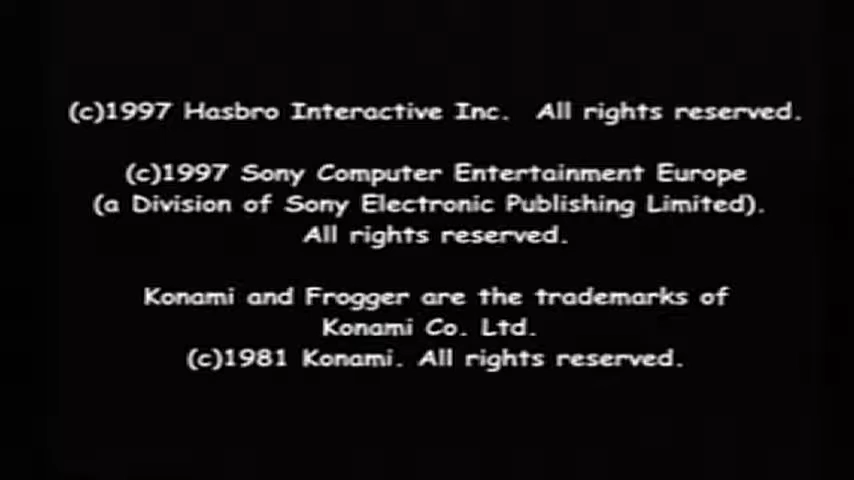 (c)1997 Hasbro Interactive Inc.  All rights reserved.
(c)1997 Sony Computer Entertainment Europe
(a Division of Sony Electronic Publishing Limited).
All rights reserved.
Konami and Frogger are the trademarks of
Konami Co. Ltd.
(c)1981 Konami. All rights reserved.